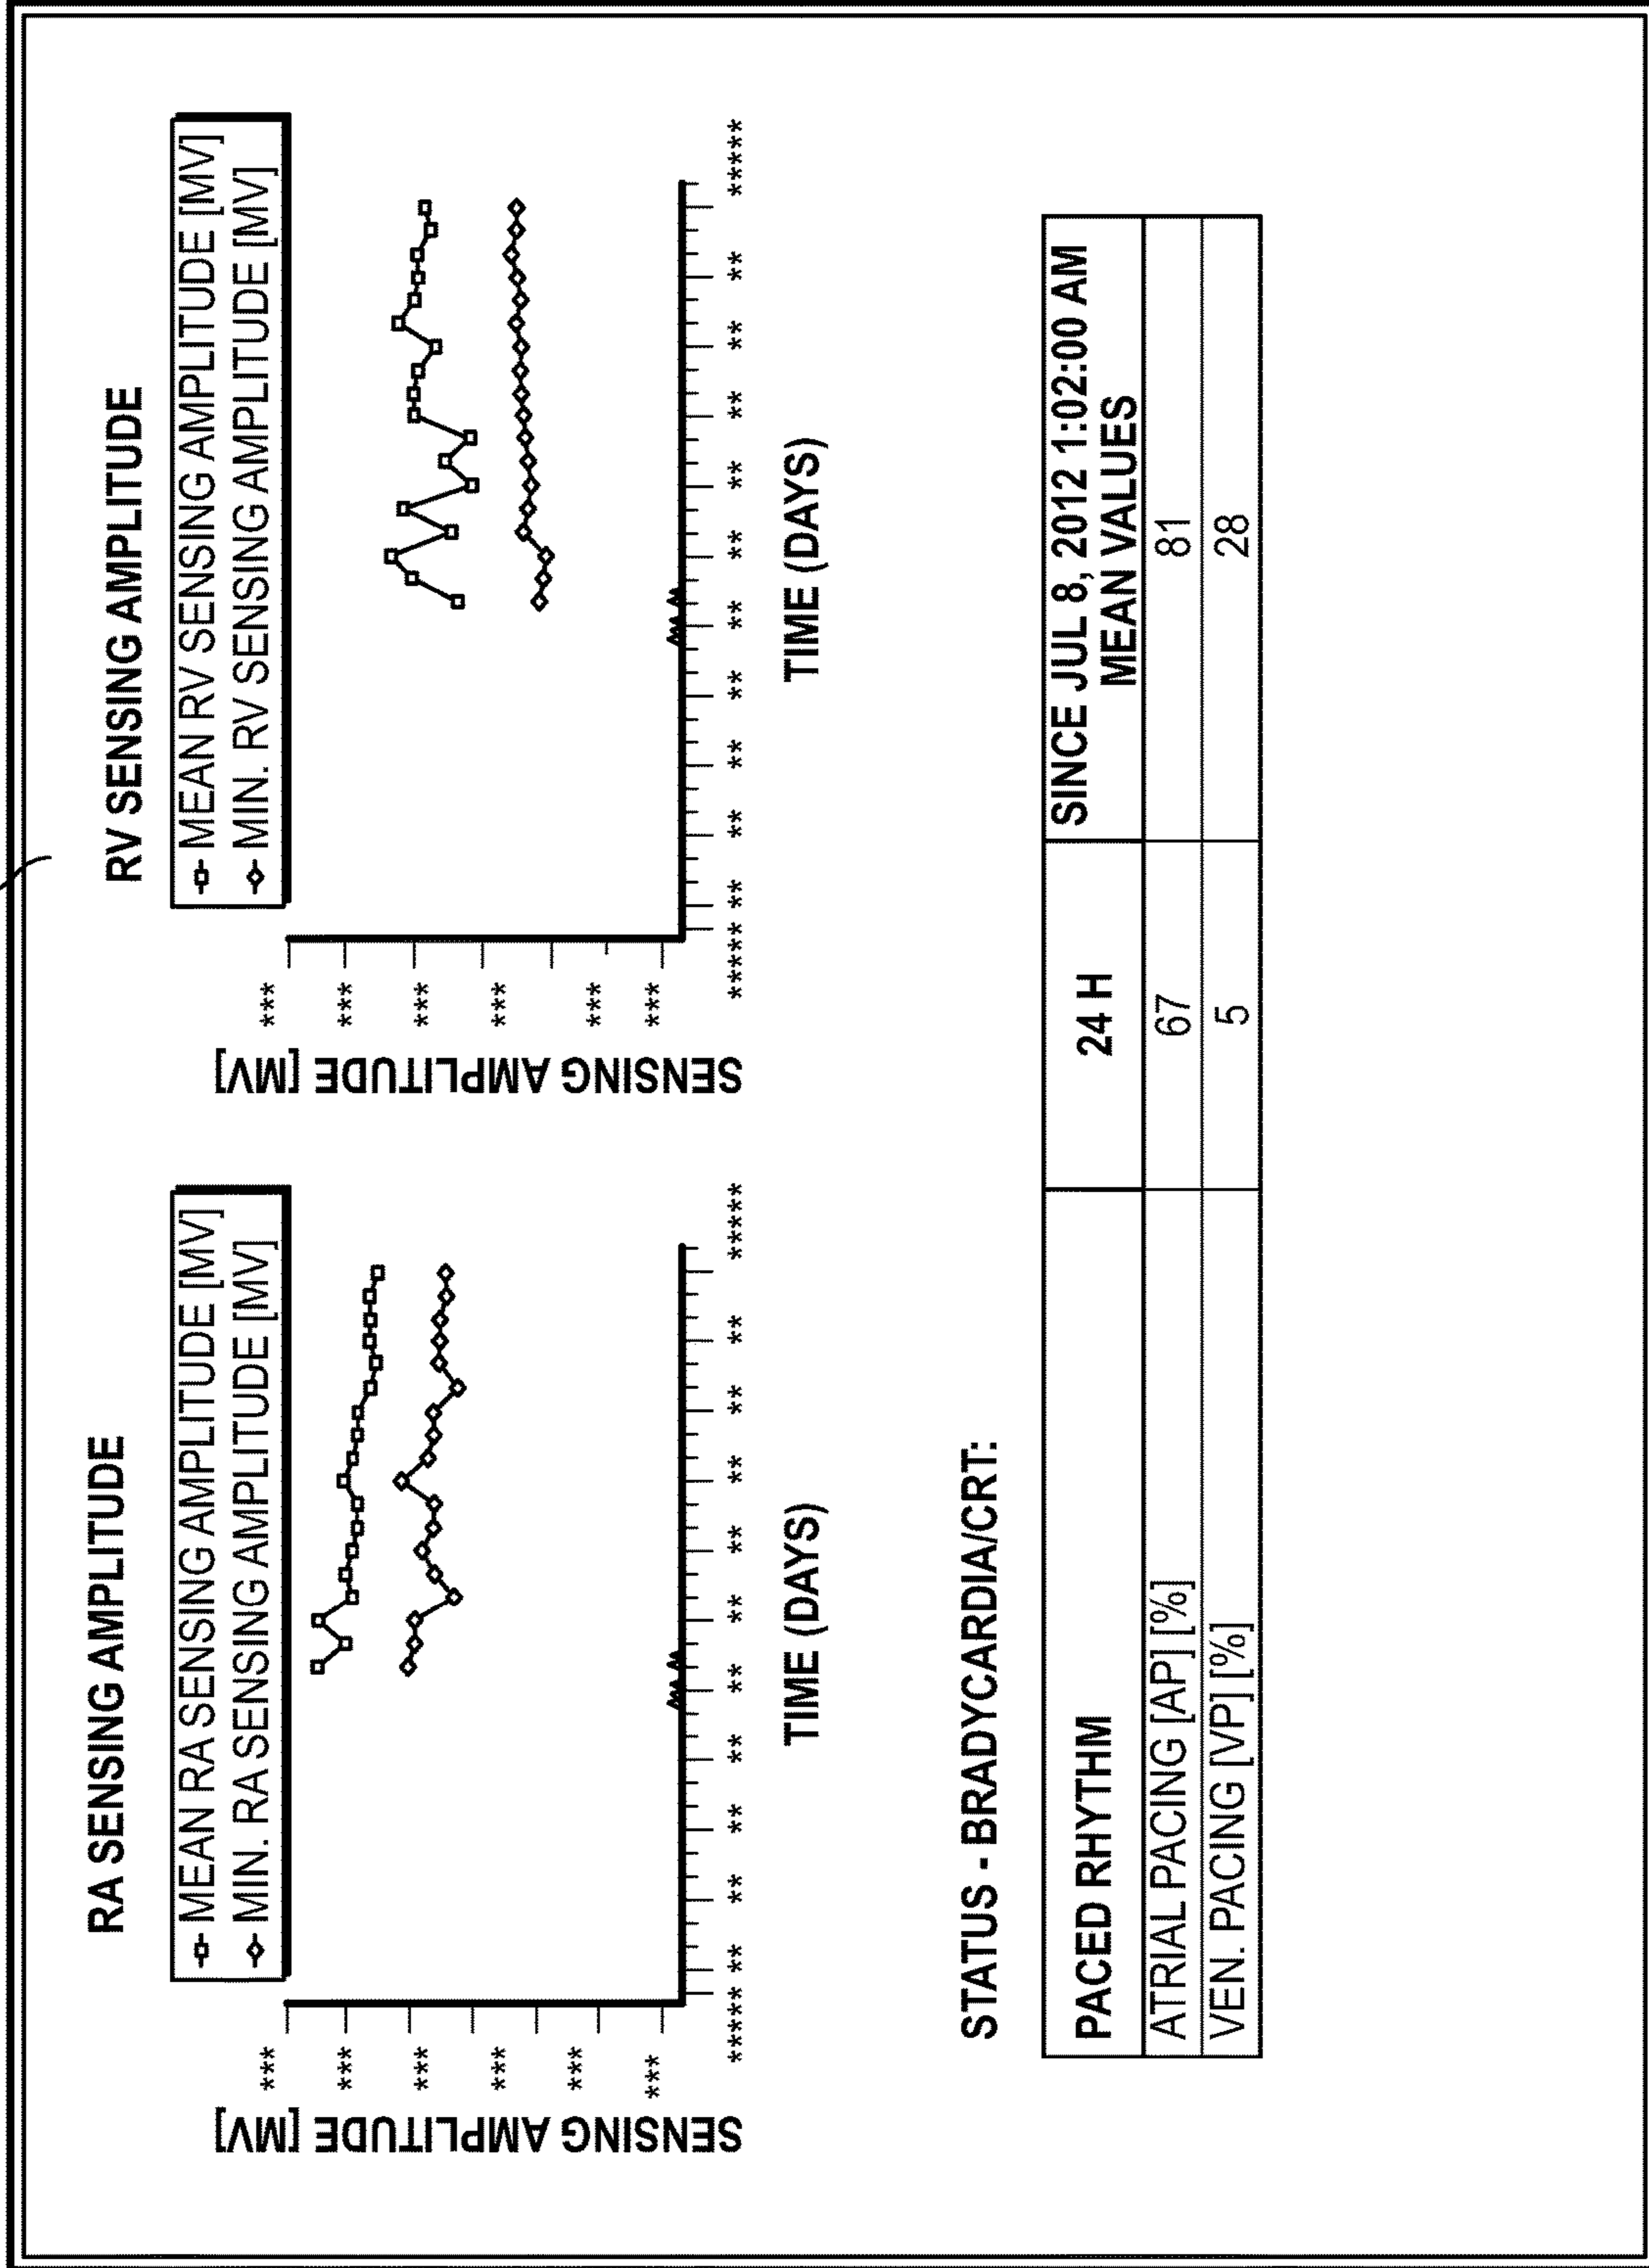 RA SENSING AMPLITUDE
MEAN RA SENSING AMPLITUDE [MV]
MIN. RA SENSING AMPLITUDE [MV]
SENSING AMPLITUDE [MV]
***
***
***
***
***
***
***** ** ** ** ** ** ** ** ** ** ** *****
TIME (DAYS)
RV SENSING AMPLITUDE
MEAN RV SENSING AMPLITUDE [MV]
MIN. RV SENSING AMPLITUDE [MV]
SENSING AMPLITUDE [MV]
***
***
***
***
***
***
***** ** ** ** ** ** ** ** ** ** ** *****
TIME (DAYS)
STATUS - BRADYCARDIA/CRT:
PACED RHYTHM 24 H SINCE JUL 8, 2012 1:02:00 AM
MEAN VALUES
ATRIAL PACING [AP] [%] 67 81
VEN. PACING [VP] [%] 5 28